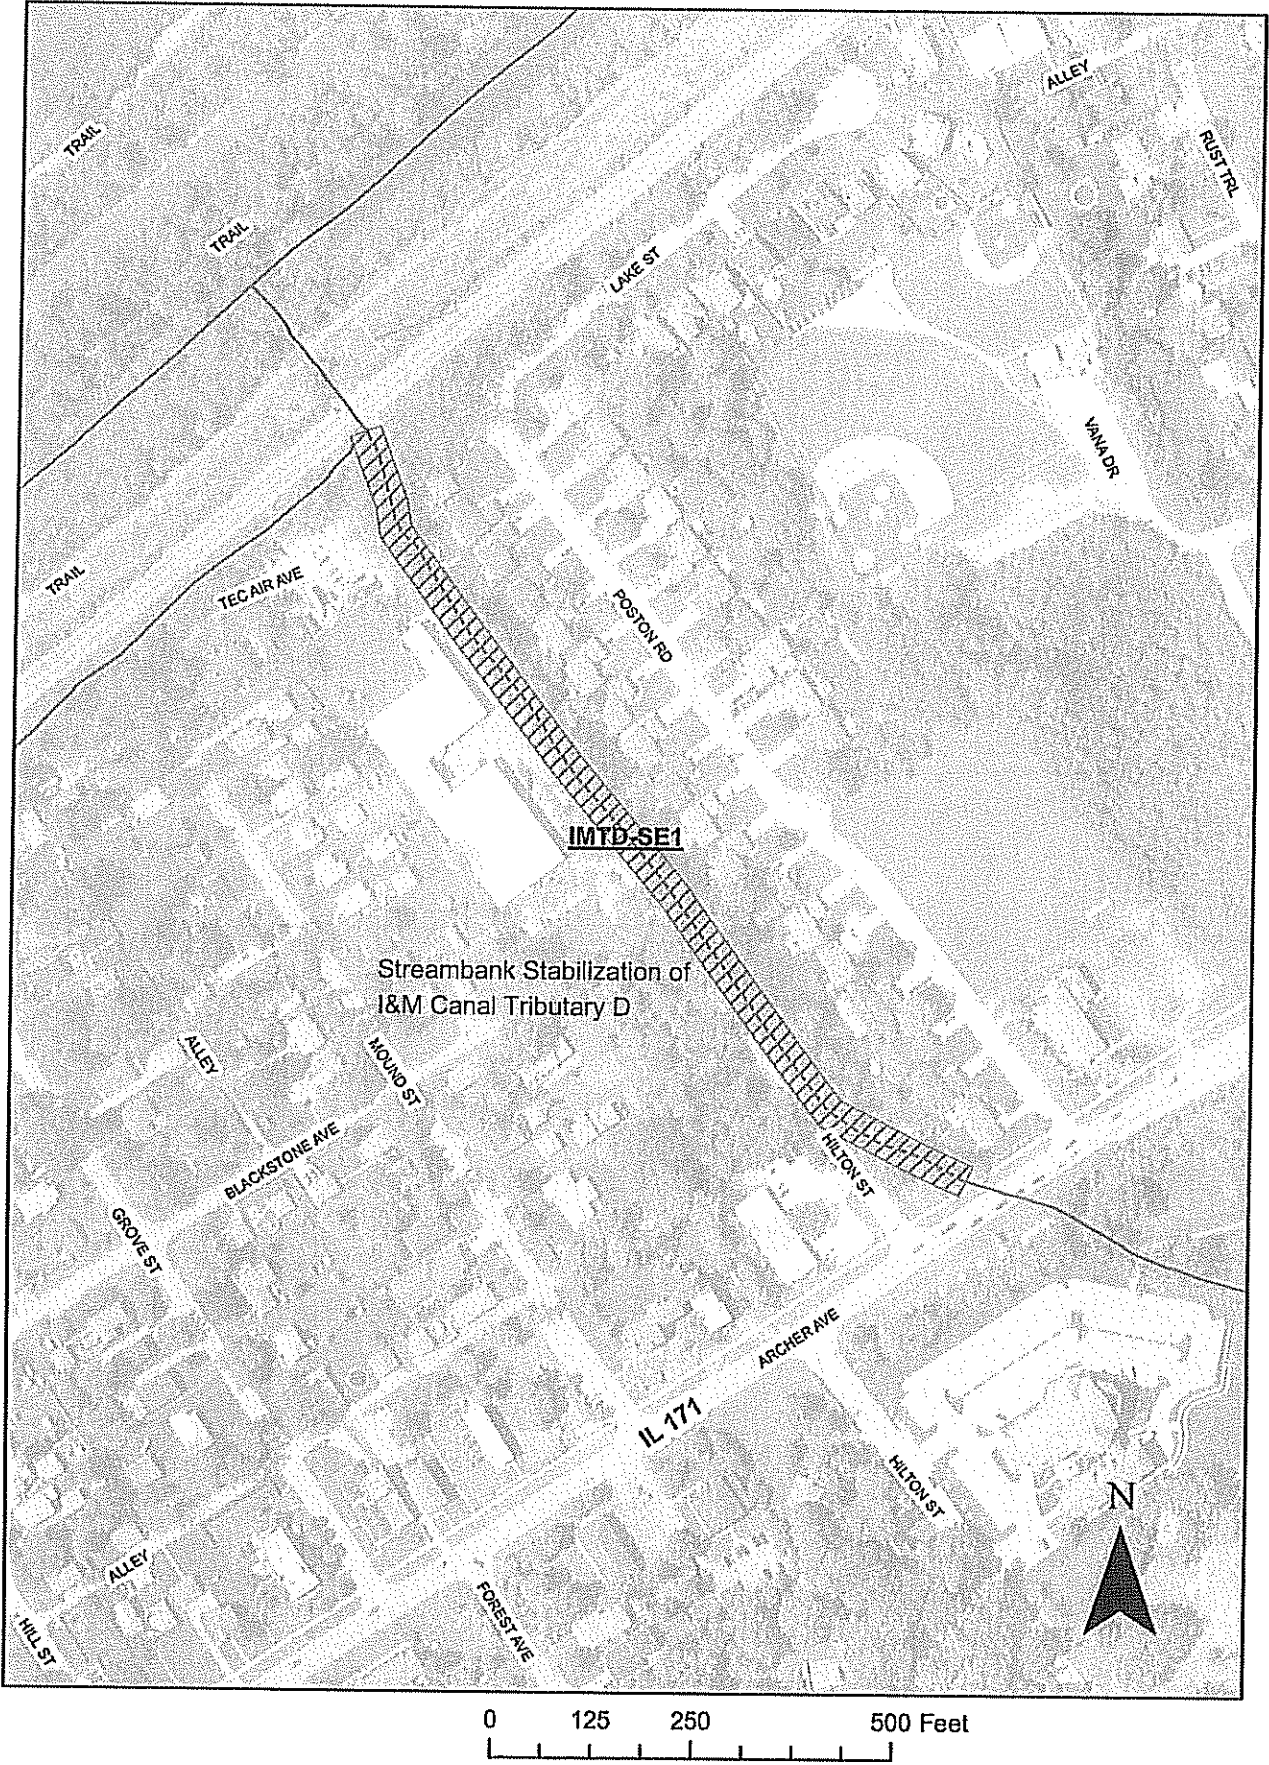 ALLEY
TRAIL
RUST TRL
TRAIL
LAKE ST
VANA DR
TRAIL
TEC AIR AVE
POSTON RD
IMTD-SE1
Streambank Stabilization of
I&M Canal Tributary D
ALLEY
MOUND ST
BLACKSTONE AVE
HILTON ST
GROVE ST
ARCHER AVE
IL 171
HILTON ST
N
ALLEY
FOREST AVE
HILL ST
0 125 250 500 Feet